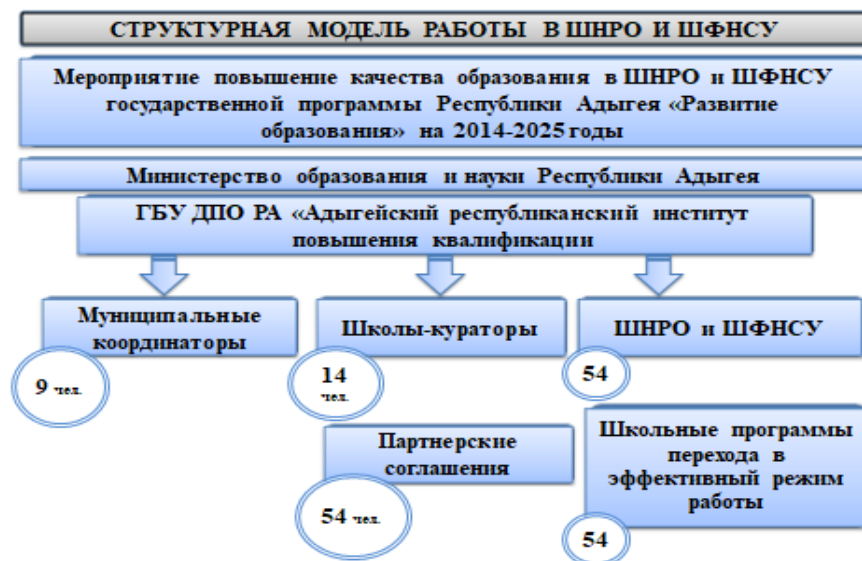 СТРУКТУРНАЯ МОДЕЛЬ РАБОТЫ В ШНРО И ШФНСУ
Мероприятие повышение качества образования в ШНРО и ШФНСУ
государственной программы Республики Адыгея «Развитие
образования» на 2014-2025 годы
Министерство образования и науки Республики Адыгея
ГБУ ДПО РА «Адыгейский республиканский институт
повышения квалификации
Муниципальные
координаторы
9 чел.
Школы-кураторы
14
чел.
ШНРО и ШФНСУ
54
Партнерские
соглашения
54 чел.
Школьные программы
перехода в
эффективный режим
работы
54